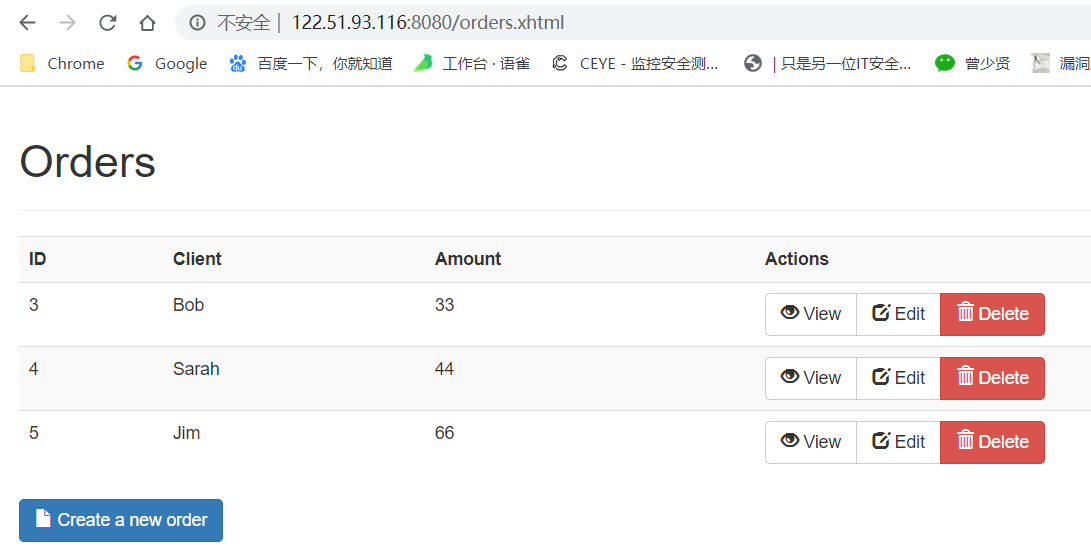 不安全 | 122.51.93.116:8080/orders.xhtml
Chrome Google 百度一下，你就知道 工作台 · 语雀 CEYE - 监控安全测... | 只是另一位IT安全... 曾少贤 漏洞
Orders
ID Client Amount Actions
3 Bob 33 View Edit Delete
4 Sarah 44 View Edit Delete
5 Jim 66 View Edit Delete
Create a new order